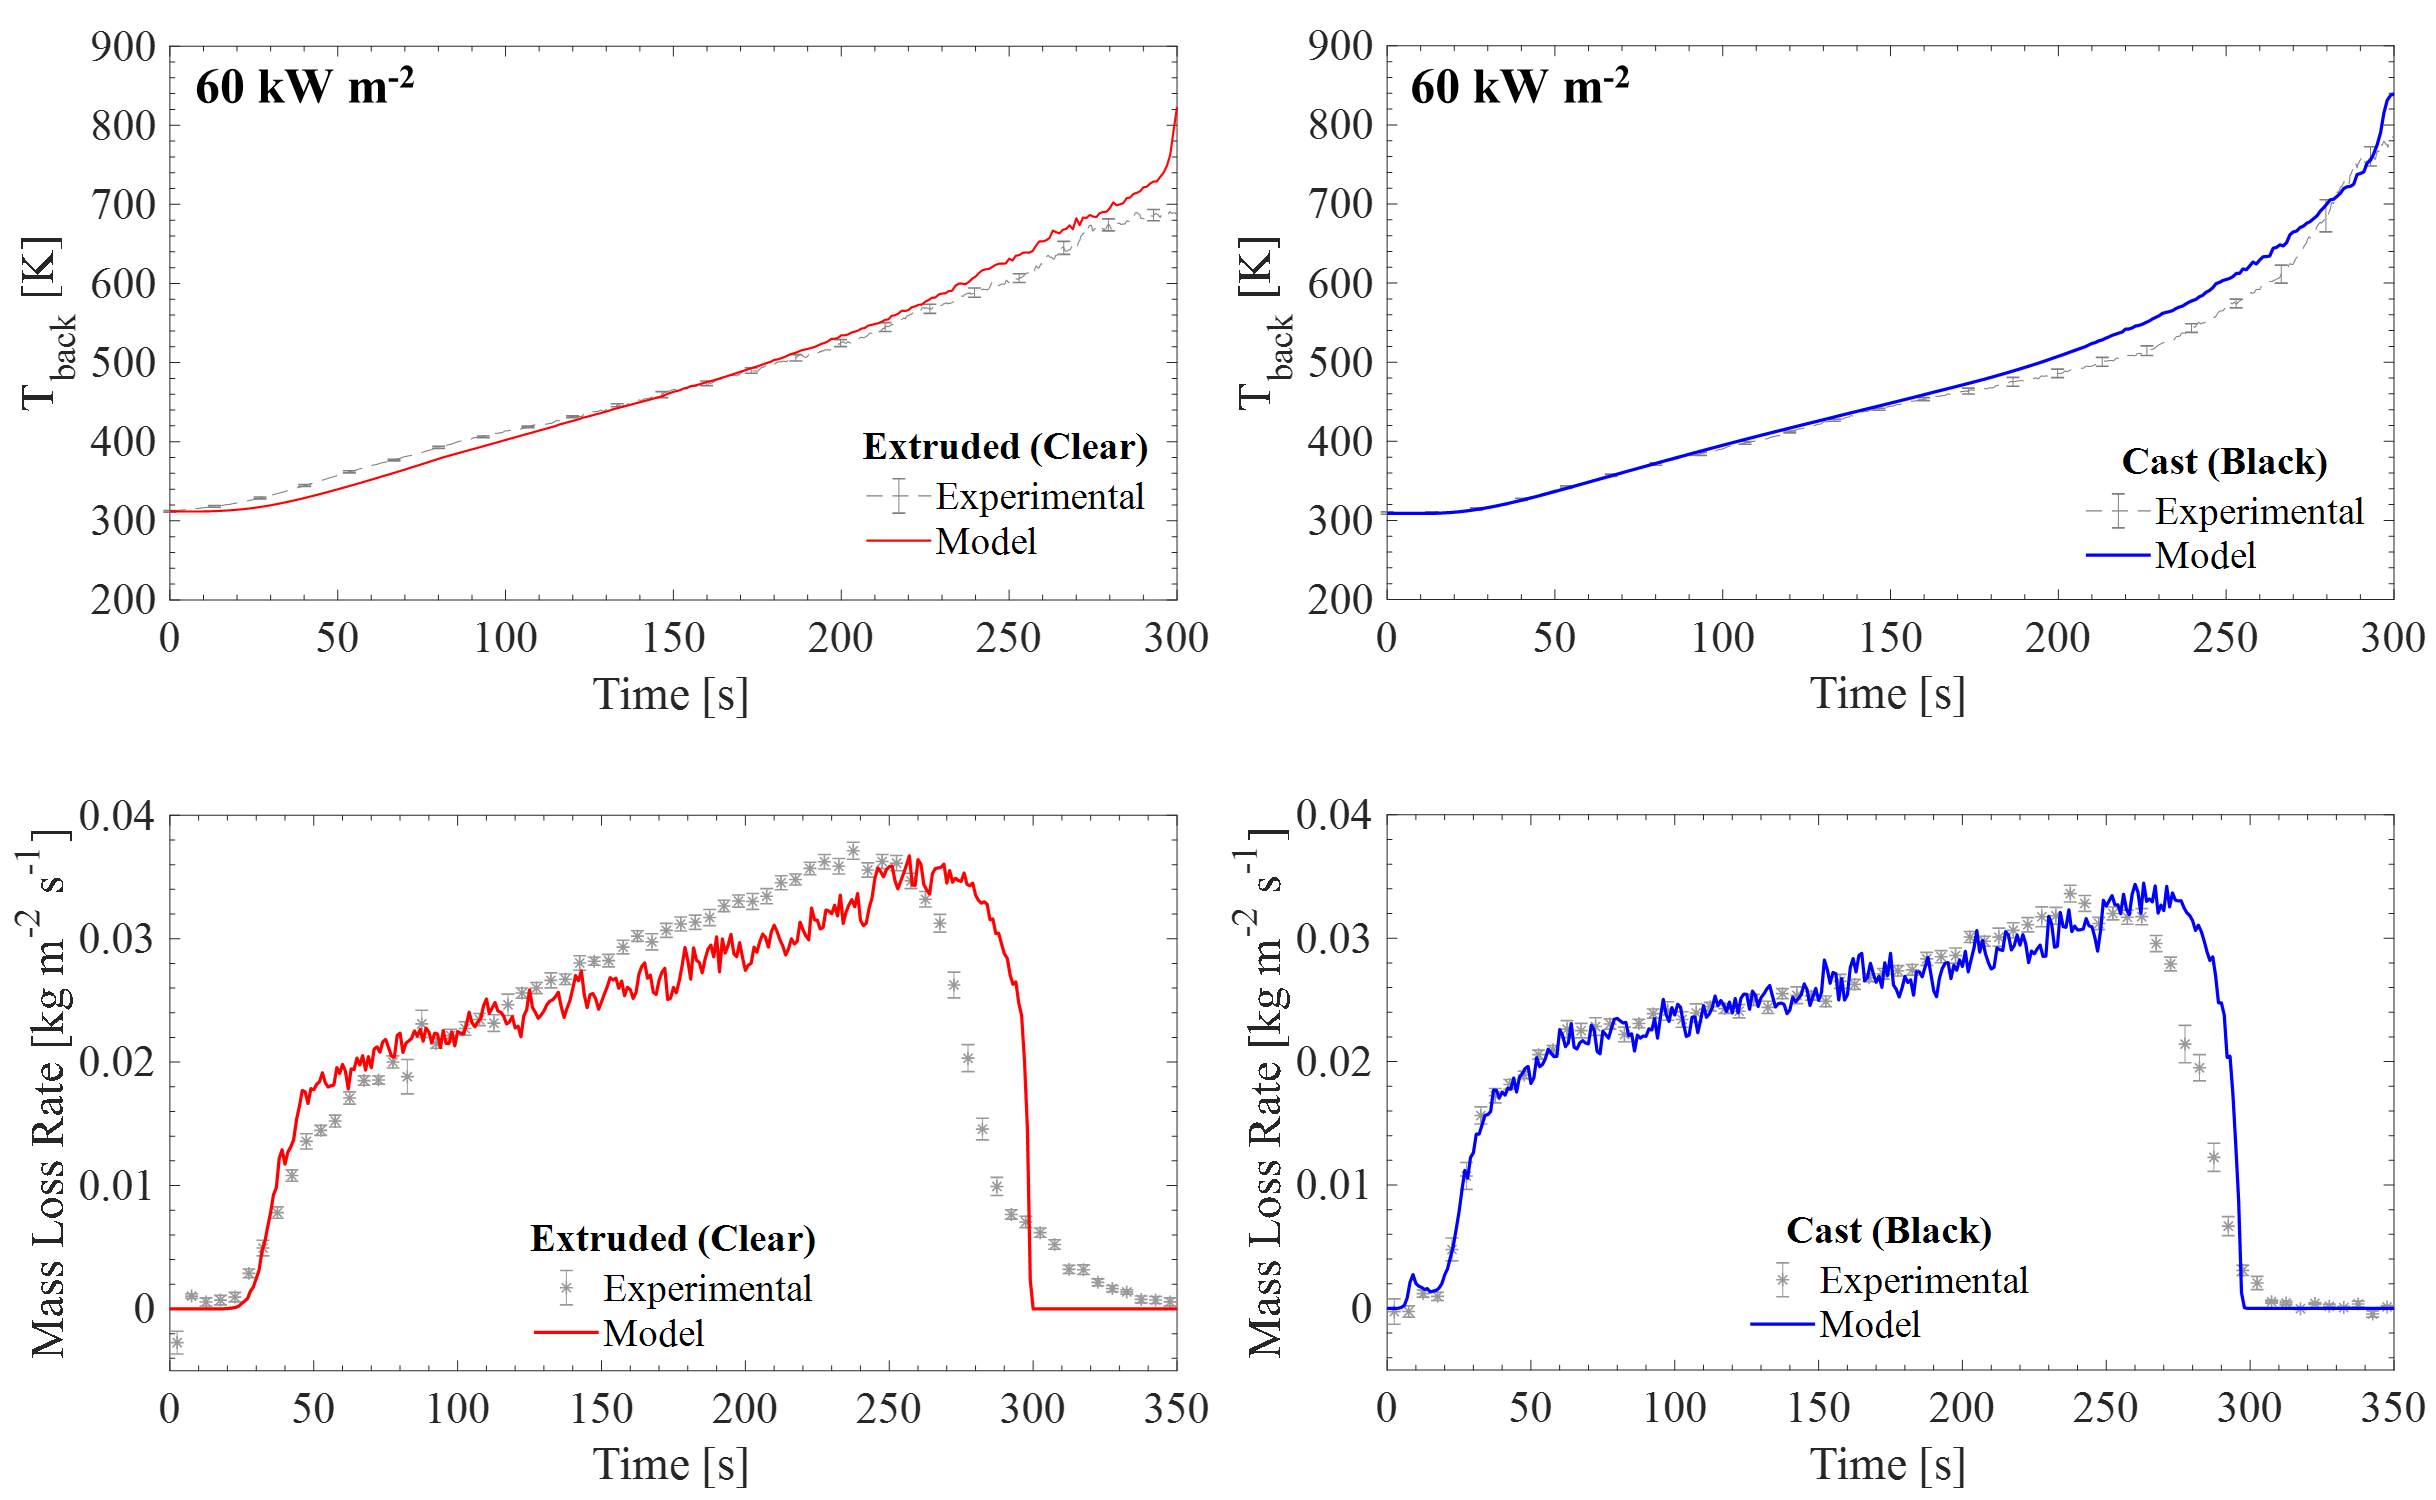 900
800
700
600
500
400
300
200
T_back [K]
60 kW m^-2
Extruded (Clear)
Experimental
Model
0 50 100 150 200 250 300
Time [s]
900
800
700
600
500
400
300
200
T_back [K]
60 kW m^-2
Cast (Black)
Experimental
Model
0 50 100 150 200 250 300
Time [s]
0.04
0.03
0.02
0.01
0
Mass Loss Rate [kg m^-2 s^-1]
Extruded (Clear)
Experimental
Model
0 50 100 150 200 250 300 350
Time [s]
0.04
0.03
0.02
0.01
0
Mass Loss Rate [kg m^-2 s^-1]
Cast (Black)
Experimental
Model
0 50 100 150 200 250 300 350
Time [s]